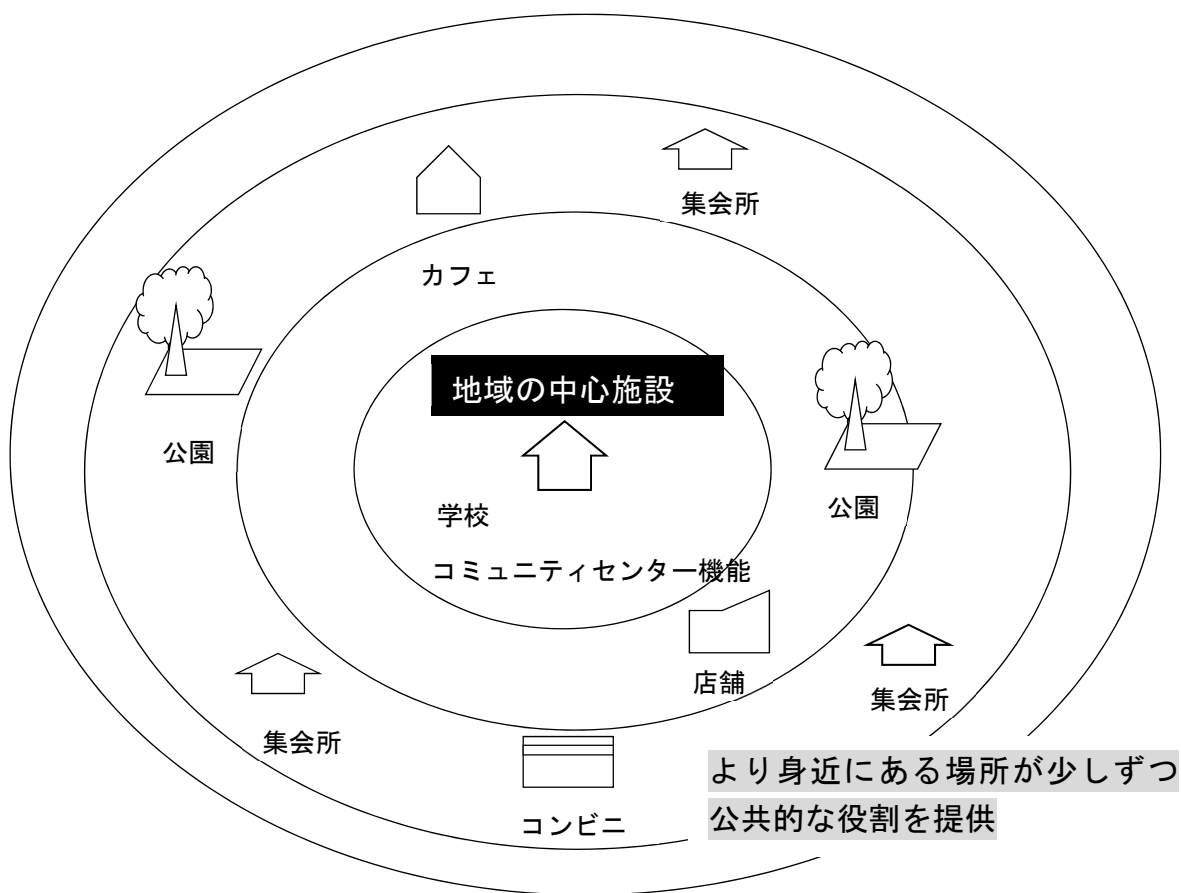 集会所
カフェ
地域の中心施設
公園
公園
学校
コミュニティセンター機能
店舗
集会所
集会所
コンビニ
より身近にある場所が少しずつ
公共的な役割を提供